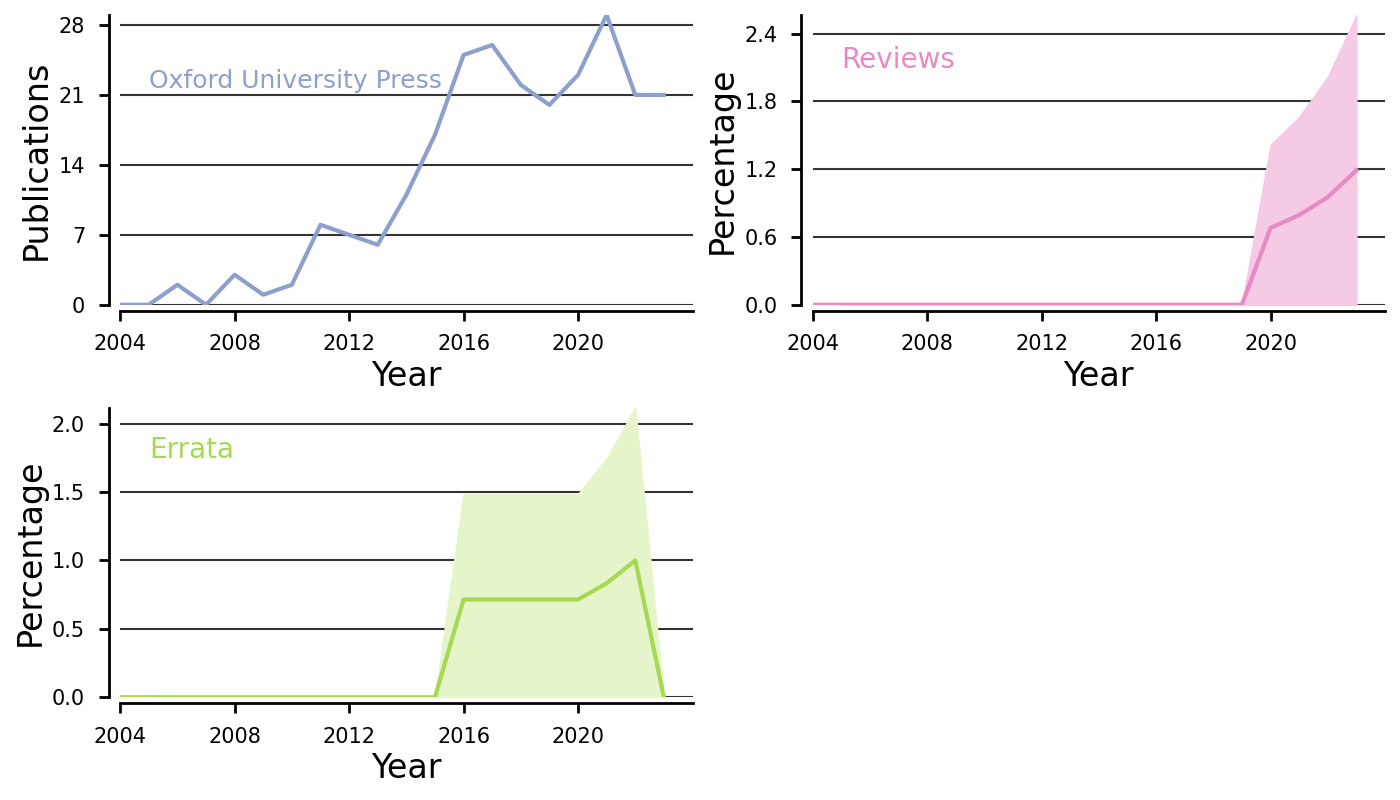 Publications
28
21
14
7
0
Oxford University Press
2004 2008 2012 2016 2020
Year
Percentage
2.4
1.8
1.2
0.6
0.0
Reviews
2004 2008 2012 2016 2020
Year
Percentage
2.0
1.5
1.0
0.5
0.0
Errata
2004 2008 2012 2016 2020
Year